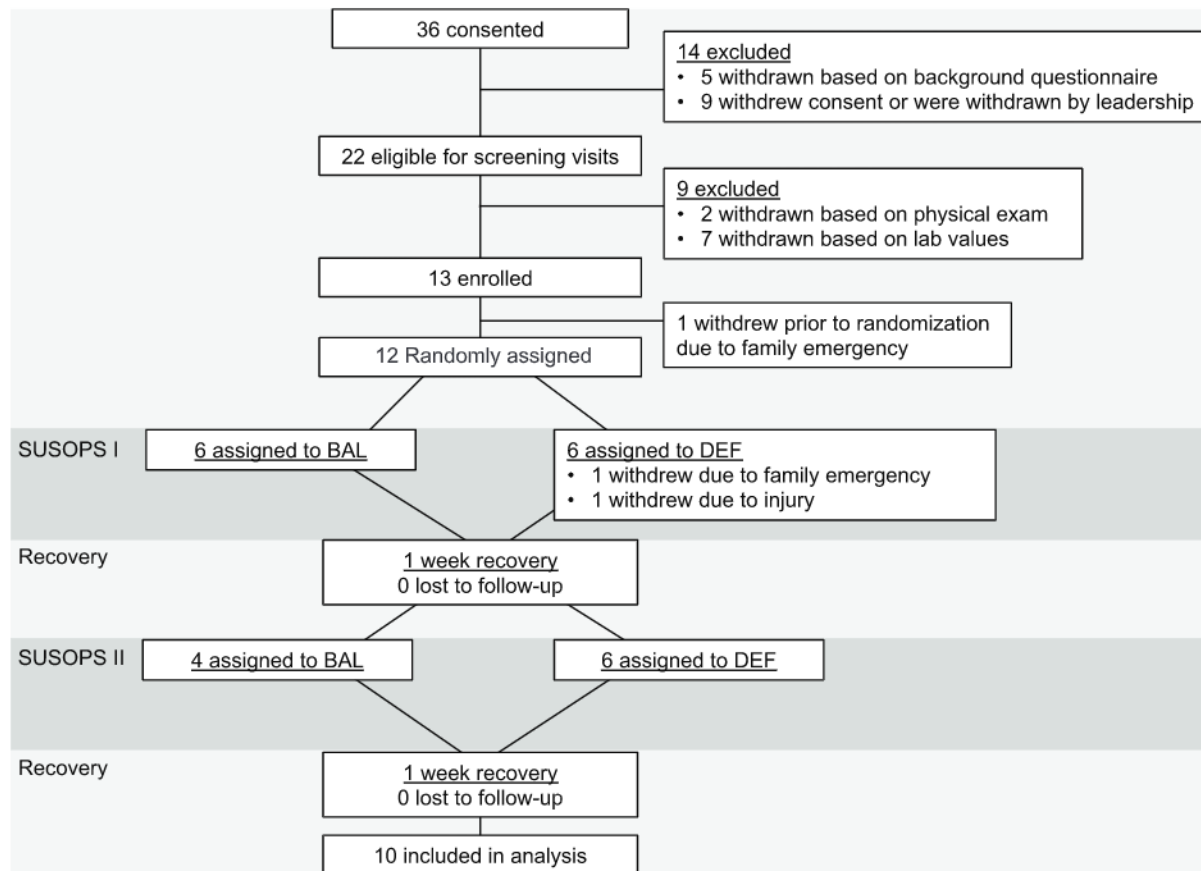 36 consented
14 excluded
• 5 withdrawn based on background questionnaire
• 9 withdrew consent or were withdrawn by leadership
22 eligible for screening visits
9 excluded
• 2 withdrawn based on physical exam
• 7 withdrawn based on lab values
13 enrolled
1 withdrew prior to randomization
due to family emergency
12 Randomly assigned
SUSOPS I
6 assigned to BAL
6 assigned to DEF
• 1 withdrew due to family emergency
• 1 withdrew due to injury
Recovery
1 week recovery
0 lost to follow-up
SUSOPS II
4 assigned to BAL
6 assigned to DEF
Recovery
1 week recovery
0 lost to follow-up
10 included in analysis